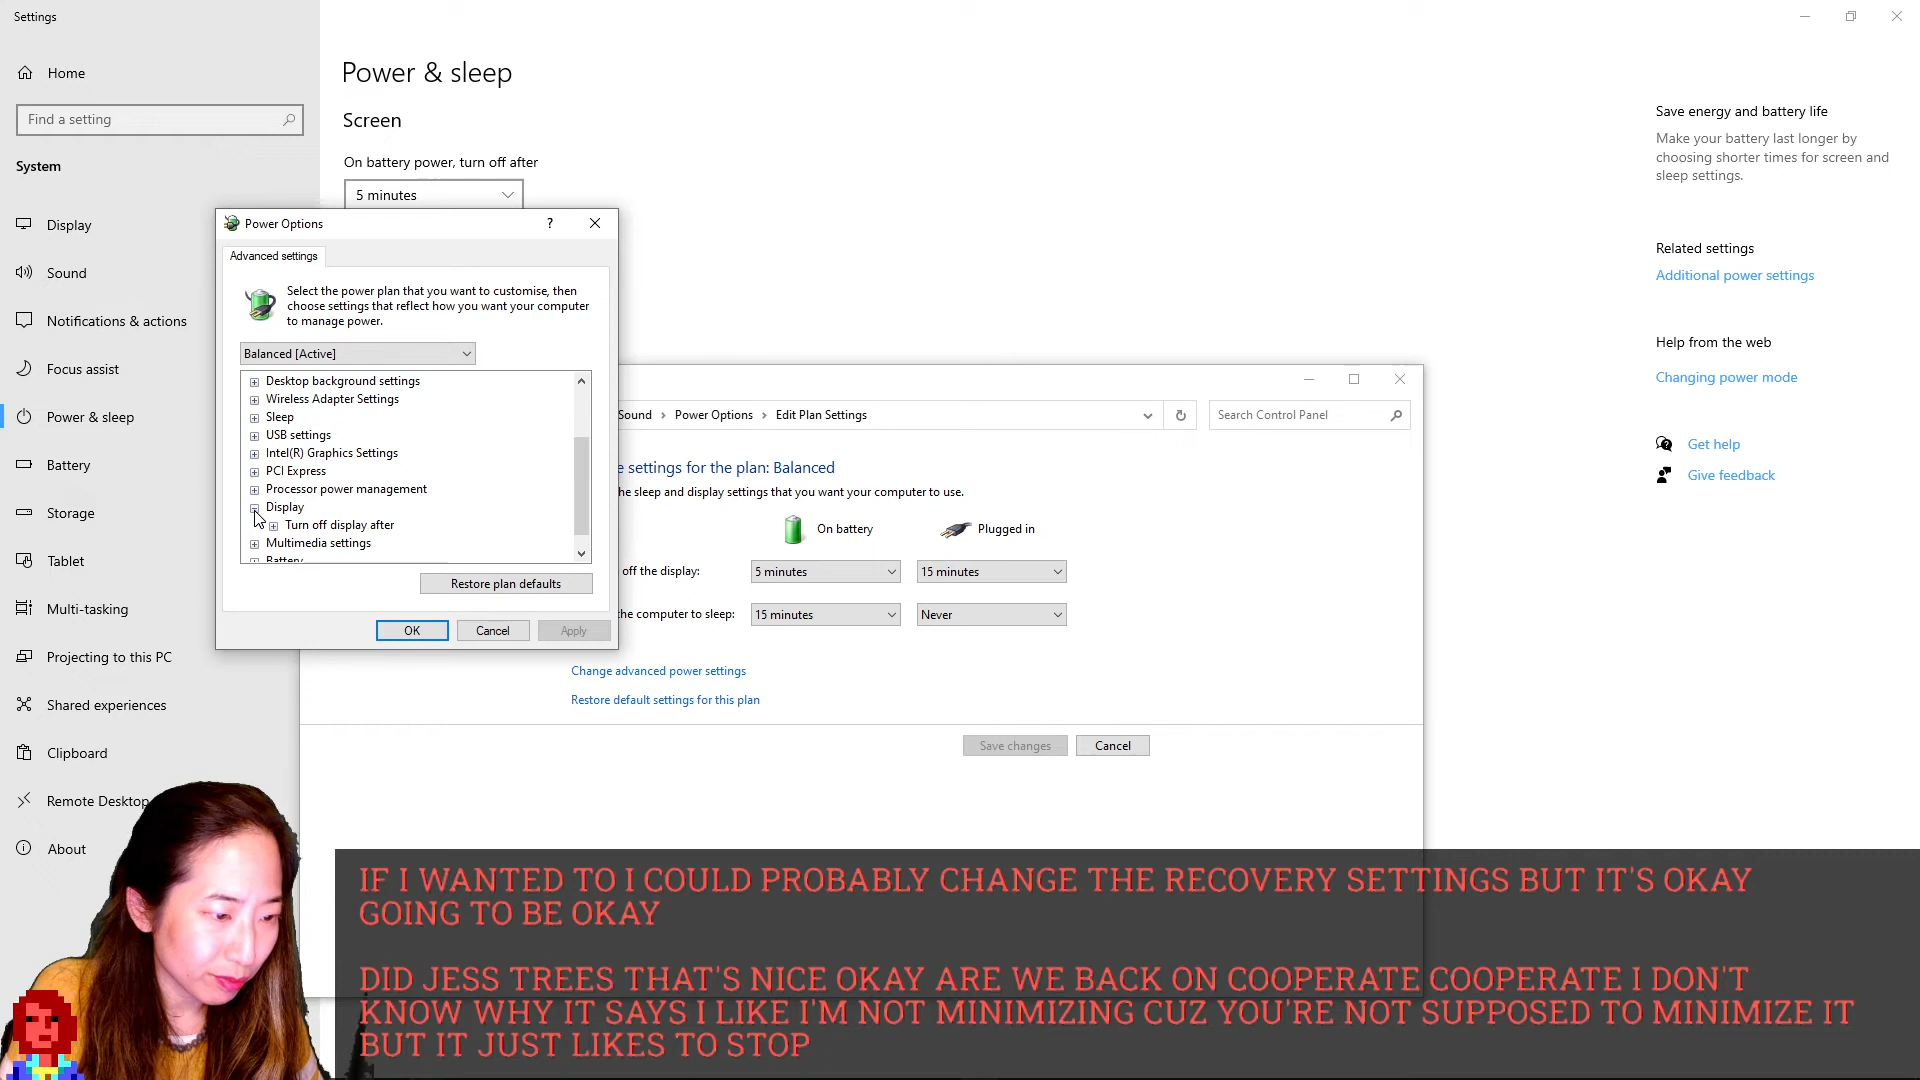 Settings
Home
Find a setting
System
Display
Sound
Notifications & actions
Focus assist
Power & sleep
Battery
Storage
Tablet
Multi-tasking
Projecting to this PC
Shared experiences
Clipboard
Remote Desktop
About
Power & sleep
Screen
On battery power, turn off after
5 minutes
Power Options
?
Advanced settings
Select the power plan that you want to customise, then
choose settings that reflect how you want your computer
to manage power.
Balanced [Active]
Desktop background settings
Wireless Adapter Settings
Sleep
USB settings
Intel(R) Graphics Settings
PCI Express
Processor power management
Display
Turn off display after
Multimedia settings
Battery
Restore plan defaults
OK Cancel Apply
Sound > Power Options > Edit Plan Settings
Search Control Panel
e settings for the plan: Balanced
he sleep and display settings that you want your computer to use.
On battery Plugged in
off the display: 5 minutes 15 minutes
the computer to sleep: 15 minutes Never
Change advanced power settings
Restore default settings for this plan
Save changes Cancel
Save energy and battery life
Make your battery last longer by
choosing shorter times for screen and
sleep settings.
Related settings
Additional power settings
Help from the web
Changing power mode
Get help
Give feedback
IF I WANTED TO I COULD PROBABLY CHANGE THE RECOVERY SETTINGS BUT IT'S OKAY
GOING TO BE OKAY
DID JESS TREES THAT'S NICE OKAY ARE WE BACK ON COOPERATE COOPERATE I DON'T
KNOW WHY IT SAYS I LIKE I'M NOT MINIMIZING CUZ YOU'RE NOT SUPPOSED TO MINIMIZE IT
BUT IT JUST LIKES TO STOP